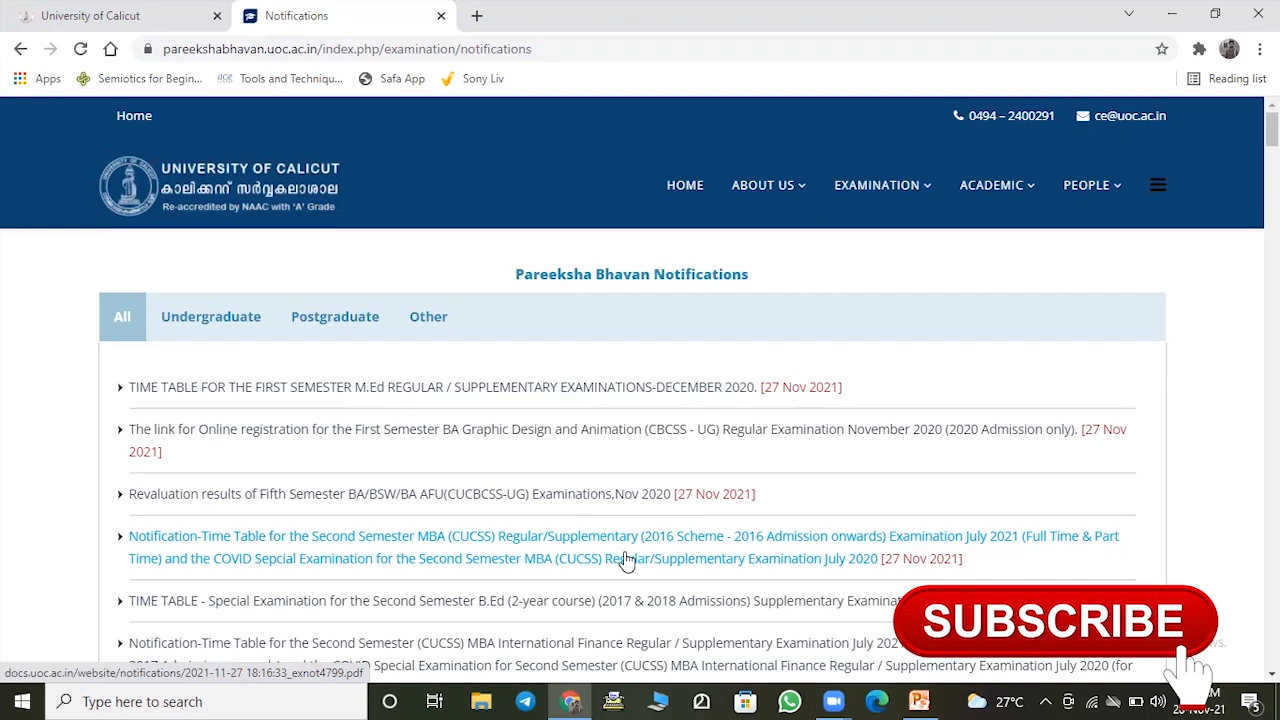 University of Calicut
Notifications
pareekshabhavan.uoc.ac.in/index.php/examination/notifications
Apps
Semiotics for Begin...
Tools and Techniqu...
Safa App
Sony Liv
Reading list
Home
0494 – 2400291
ce@uoc.ac.in
UNIVERSITY OF CALICUT
കാലിക്കറ്റ് സർവ്വകലാശാല
Re-accredited by NAAC with 'A' Grade
HOME
ABOUT US
EXAMINATION
ACADEMIC
PEOPLE
Pareeksha Bhavan Notifications
All
Undergraduate
Postgraduate
Other
TIME TABLE FOR THE FIRST SEMESTER M.Ed REGULAR / SUPPLEMENTARY EXAMINATIONS-DECEMBER 2020. [27 Nov 2021]
The link for Online registration for the First Semester BA Graphic Design and Animation (CBCSS - UG) Regular Examination November 2020 (2020 Admission only). [27 Nov
2021]
Revaluation results of Fifth Semester BA/BSW/BA AFU(CUCBCSS-UG) Examinations,Nov 2020 [27 Nov 2021]
Notification-Time Table for the Second Semester MBA (CUCSS) Regular/Supplementary (2016 Scheme - 2016 Admission onwards) Examination July 2021 (Full Time & Part
Time) and the COVID Sepcial Examination for the Second Semester MBA (CUCSS) Regular/Supplementary Examination July 2020 [27 Nov 2021]
TIME TABLE - Special Examination for the Second Semester B.Ed (2-year course) (2017 & 2018 Admissions) Supplementary
Notification-Time Table for the Second Semester (CUCSS) MBA International Finance Regular / Supplementary Examination July
Special Examination for Second Semester (CUCSS) MBA International Finance Regular / Supplementary Examination July 2020 (for
SUBSCRIBE
docs.uoc.ac.in/website/notifications/2021-11-27 18:16:33_exnot4799.pdf
Type here to search
27°C